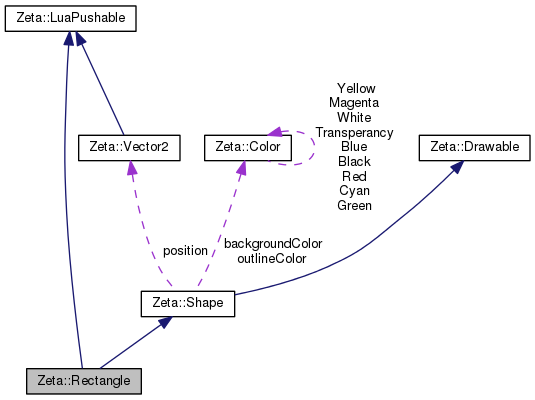 Zeta::LuaPushable
Yellow
Magenta
White
Transperancy
Blue
Black
Red
Cyan
Green
Zeta::Vector2
Zeta::Color
Zeta::Drawable
position
backgroundColor
outlineColor
Zeta::Shape
Zeta::Rectangle